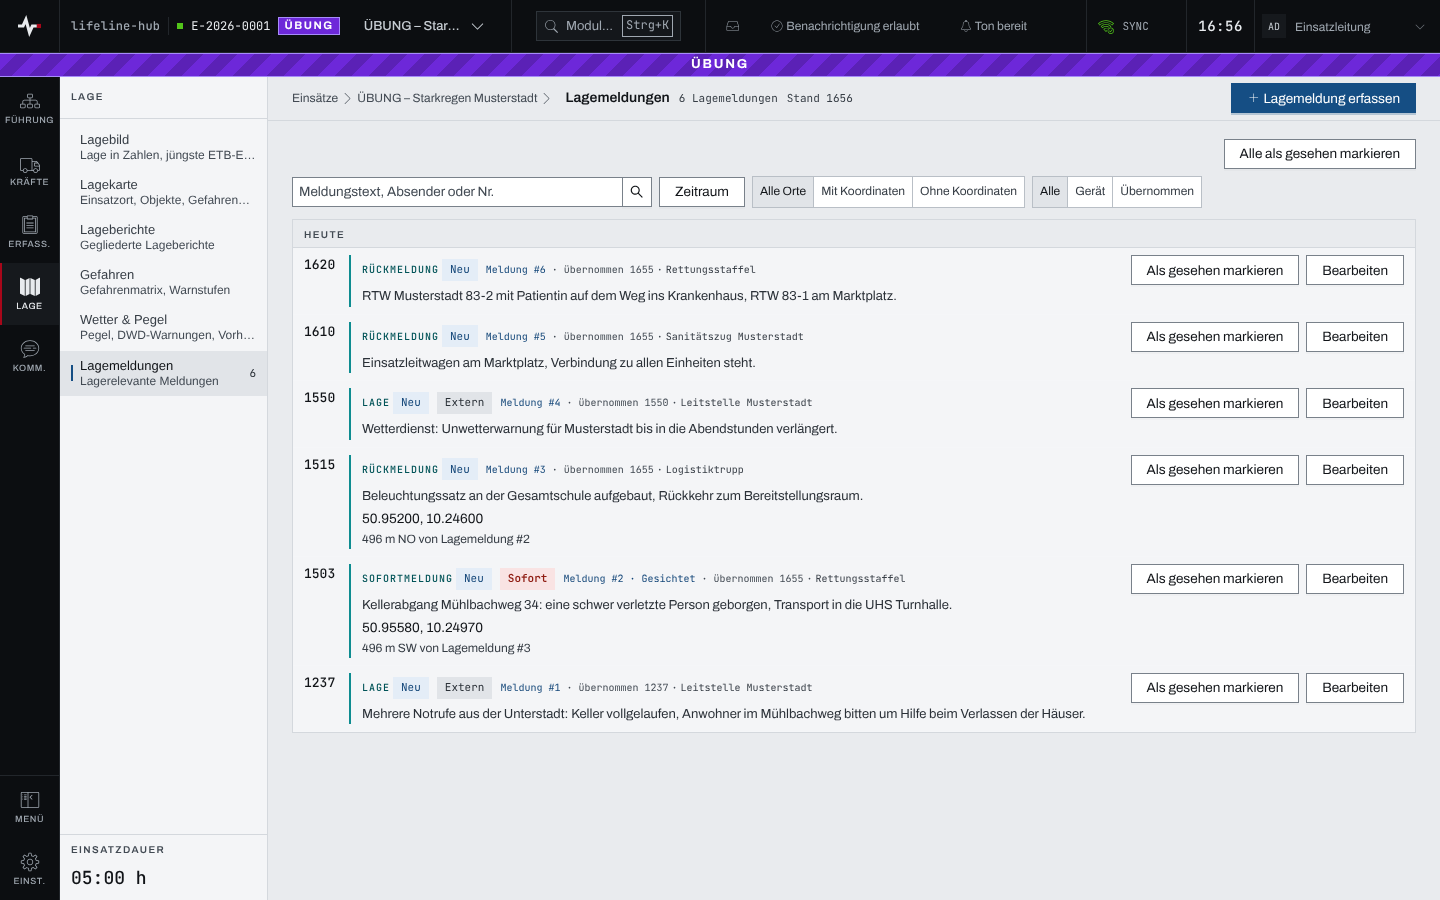 lifeline-hub E-2026-0001 ÜBUNG ÜBUNG – Star… Modul… Strg+K Benachrichtigung erlaubt Ton bereit SYNC 16:56 AD Einsatzleitung
ÜBUNG
FÜHRUNG
KRÄFTE
ERFASS.
LAGE
KOMM.
MENÜ
EINST.
LAGE
Lagebild
Lage in Zahlen, jüngste ETB-E…
Lagekarte
Einsatzort, Objekte, Gefahren…
Lageberichte
Gegliederte Lageberichte
Gefahren
Gefahrenmatrix, Warnstufen
Wetter & Pegel
Pegel, DWD-Warnungen, Vorh…
Lagemeldungen 6
Lagerelevante Meldungen
EINSATZDAUER
05:00 h
Einsätze ÜBUNG – Starkregen Musterstadt Lagemeldungen 6 Lagemeldungen Stand 1656 + Lagemeldung erfassen
Alle als gesehen markieren
Meldungstext, Absender oder Nr. Zeitraum Alle Orte Mit Koordinaten Ohne Koordinaten Alle Gerät Übernommen
HEUTE
1620 RÜCKMELDUNG Neu Meldung #6 · übernommen 1655 · Rettungsstaffel Als gesehen markieren Bearbeiten
RTW Musterstadt 83-2 mit Patientin auf dem Weg ins Krankenhaus, RTW 83-1 am Marktplatz.
1610 RÜCKMELDUNG Neu Meldung #5 · übernommen 1655 · Sanitätszug Musterstadt Als gesehen markieren Bearbeiten
Einsatzleitwagen am Marktplatz, Verbindung zu allen Einheiten steht.
1550 LAGE Neu Extern Meldung #4 · übernommen 1550 · Leitstelle Musterstadt Als gesehen markieren Bearbeiten
Wetterdienst: Unwetterwarnung für Musterstadt bis in die Abendstunden verlängert.
1515 RÜCKMELDUNG Neu Meldung #3 · übernommen 1655 · Logistiktrupp Als gesehen markieren Bearbeiten
Beleuchtungssatz an der Gesamtschule aufgebaut, Rückkehr zum Bereitstellungsraum.
50.95200, 10.24600
496 m NO von Lagemeldung #2
1503 SOFORTMELDUNG Neu Sofort Meldung #2 · Gesichtet · übernommen 1655 · Rettungsstaffel Als gesehen markieren Bearbeiten
Kellerabgang Mühlbachweg 34: eine schwer verletzte Person geborgen, Transport in die UHS Turnhalle.
50.95580, 10.24970
496 m SW von Lagemeldung #3
1237 LAGE Neu Extern Meldung #1 · übernommen 1237 · Leitstelle Musterstadt Als gesehen markieren Bearbeiten
Mehrere Notrufe aus der Unterstadt: Keller vollgelaufen, Anwohner im Mühlbachweg bitten um Hilfe beim Verlassen der Häuser.